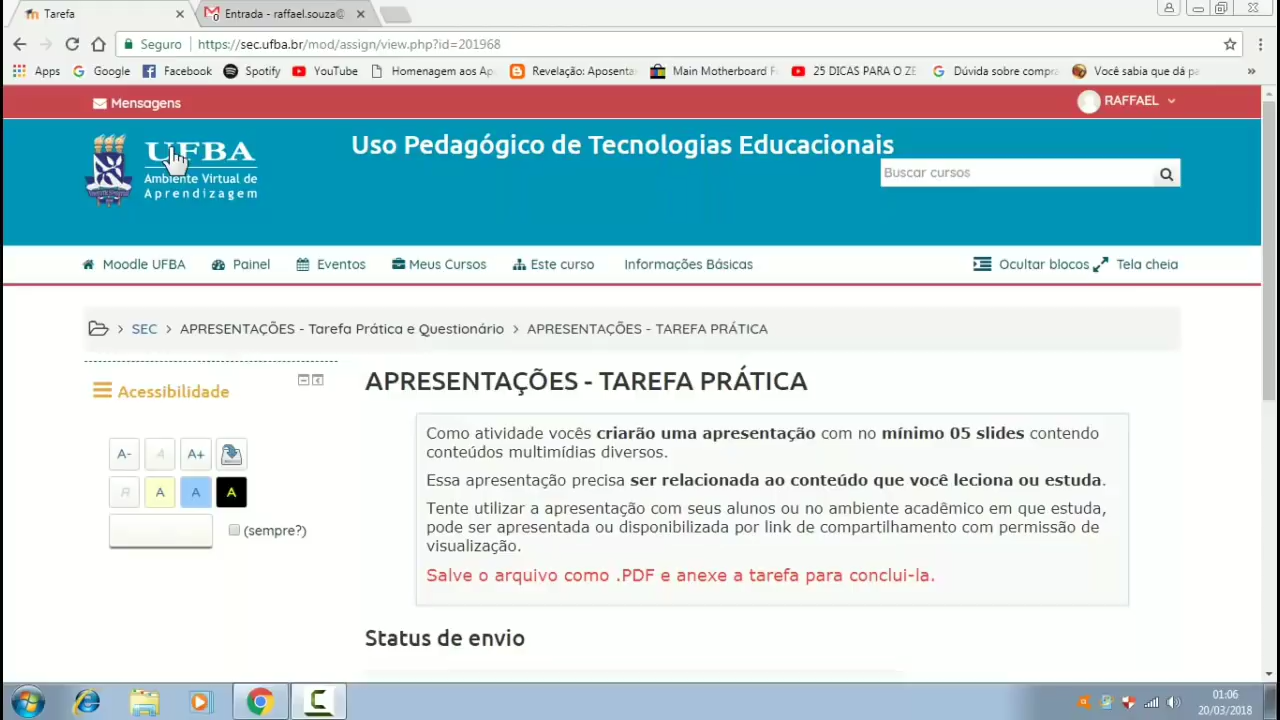 Tarefa
Entrada - raffael.souza@
Seguro
https://sec.ufba.br/mod/assign/view.php?id=201968
Apps
Google
Facebook
Spotify
YouTube
Homenagem aos Ap
Revelação: Aposenta
Main Motherboard F
25 DICAS PARA O ZE
Dúvida sobre compra
Você sabia que dá pa
»
Mensagens
RAFFAEL
UFBA
Ambiente Virtual de
Aprendizagem
Uso Pedagógico de Tecnologias Educacionais
Buscar cursos
Moodle UFBA
Painel
Eventos
Meus Cursos
Este curso
Informações Básicas
Ocultar blocos
Tela cheia
SEC
APRESENTAÇÕES - Tarefa Prática e Questionário
APRESENTAÇÕES - TAREFA PRÁTICA
Acessibilidade
A-
A
A+
R
A
A
A
(sempre?)
APRESENTAÇÕES - TAREFA PRÁTICA
Como atividade vocês criarão uma apresentação com no mínimo 05 slides contendo
conteúdos multimídias diversos.
Essa apresentação precisa ser relacionada ao conteúdo que você leciona ou estuda.
Tente utilizar a apresentação com seus alunos ou no ambiente acadêmico em que estuda,
pode ser apresentada ou disponibilizada por link de compartilhamento com permissão de
visualização.
Salve o arquivo como .PDF e anexe a tarefa para conclui-la.
Status de envio
01:06
20/03/2018